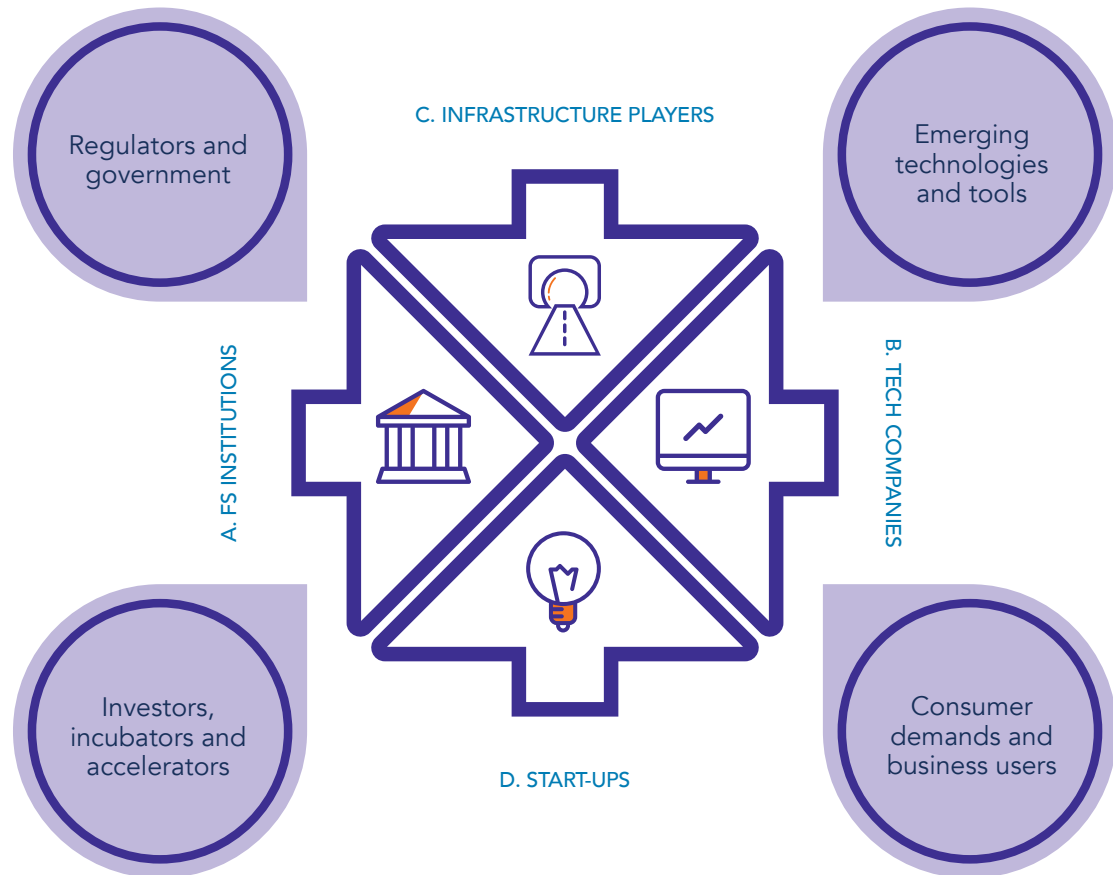 C. INFRASTRUCTURE PLAYERS
Regulators and
government
Emerging
technologies
and tools
A. FS INSTITUTIONS
B. TECH COMPANIES
Investors,
incubators and
accelerators
Consumer
demands and
business users
D. START-UPS